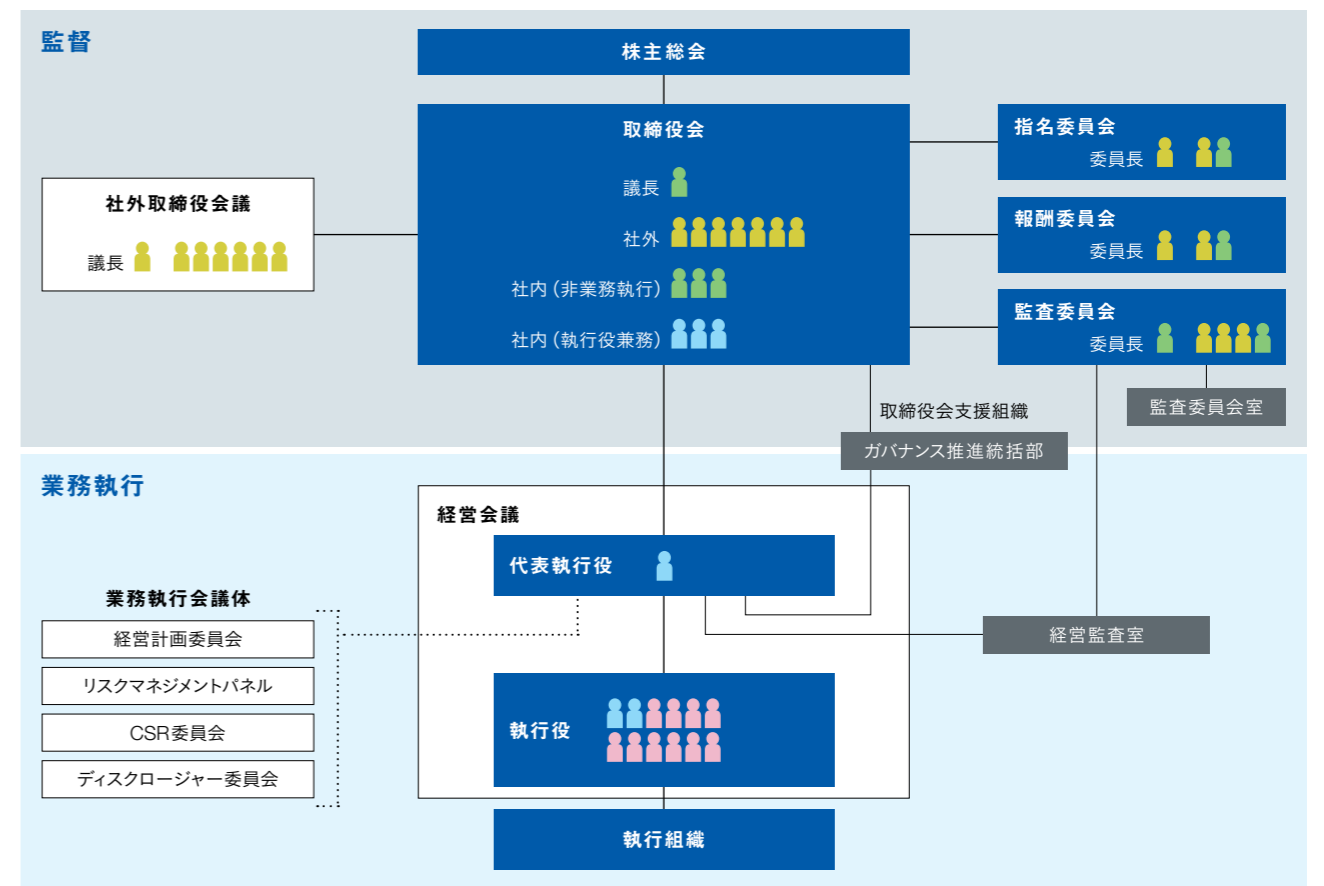 監督
株主総会
取締役会
議長
社外
社内（非業務執行）
社内（執行役兼務）
社外取締役会議
議長
指名委員会
委員長
報酬委員会
委員長
監査委員会
委員長
監査委員会室
取締役会支援組織
ガバナンス推進統括部
業務執行
経営会議
代表執行役
業務執行会議体
経営計画委員会
リスクマネジメントパネル
CSR委員会
ディスクロージャー委員会
経営監査室
執行役
執行組織